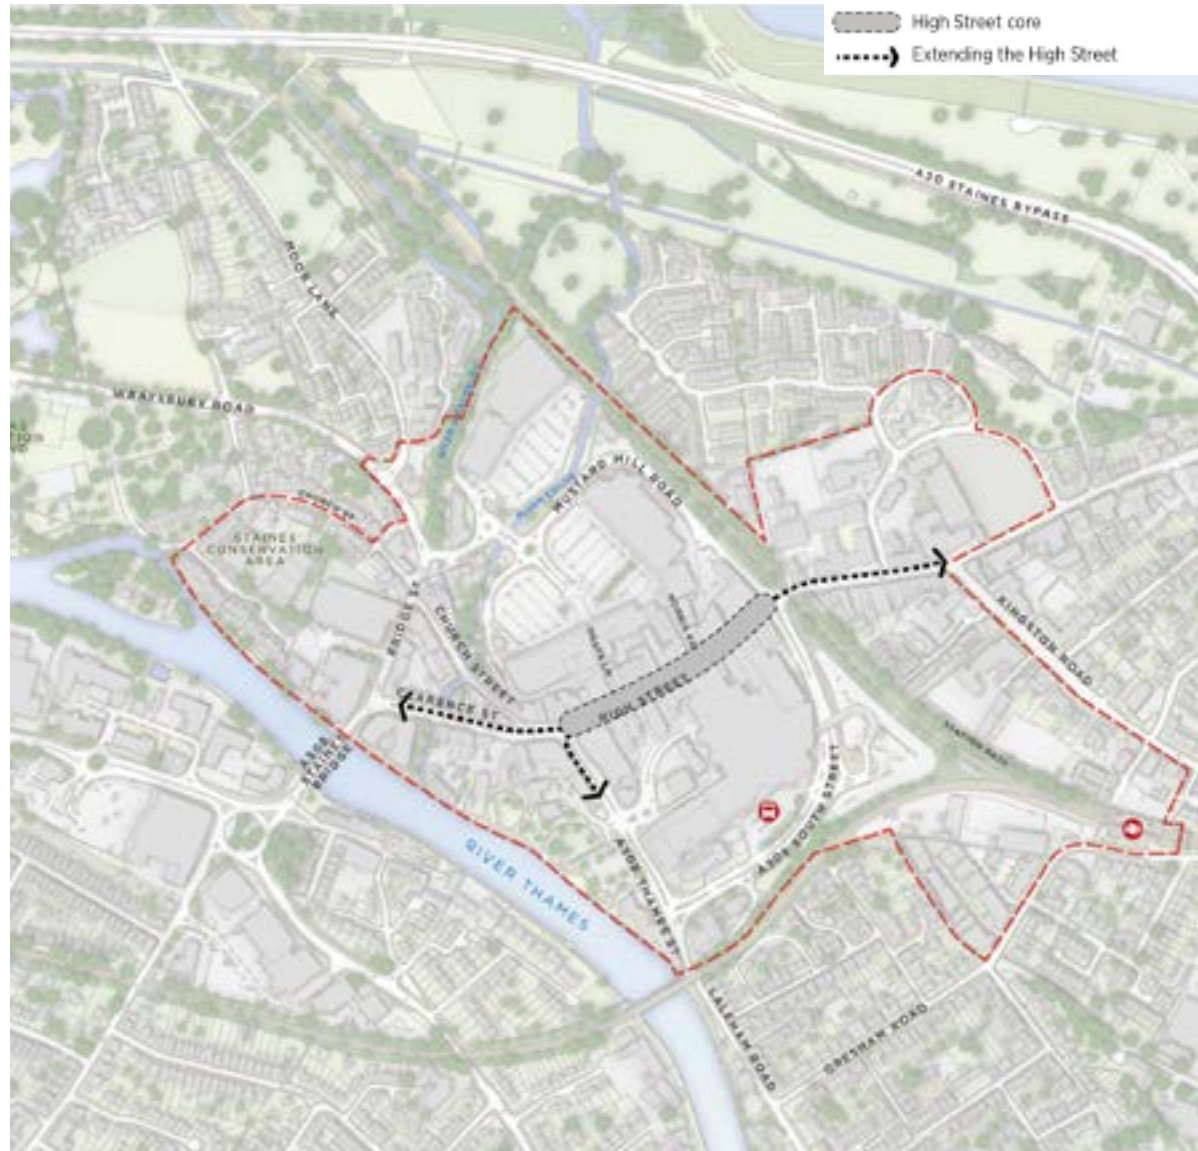 High Street core
Extending the High Street
A30 STAINES BYPASS
MOOR LANE
WRAYSBURY ROAD
MUSTARD MILL ROAD
STAINES
CONSERVATION
AREA
BRIDGE ST
CHURCH STREET
KINGSTON ROAD
CLARENCE ST
HIGH STREET
A308
STAINES
BRIDGE
A308 SOUTH STREET
RIVER THAMES
A308 THAMES ST
LALEHAM ROAD
GRESHAM ROAD